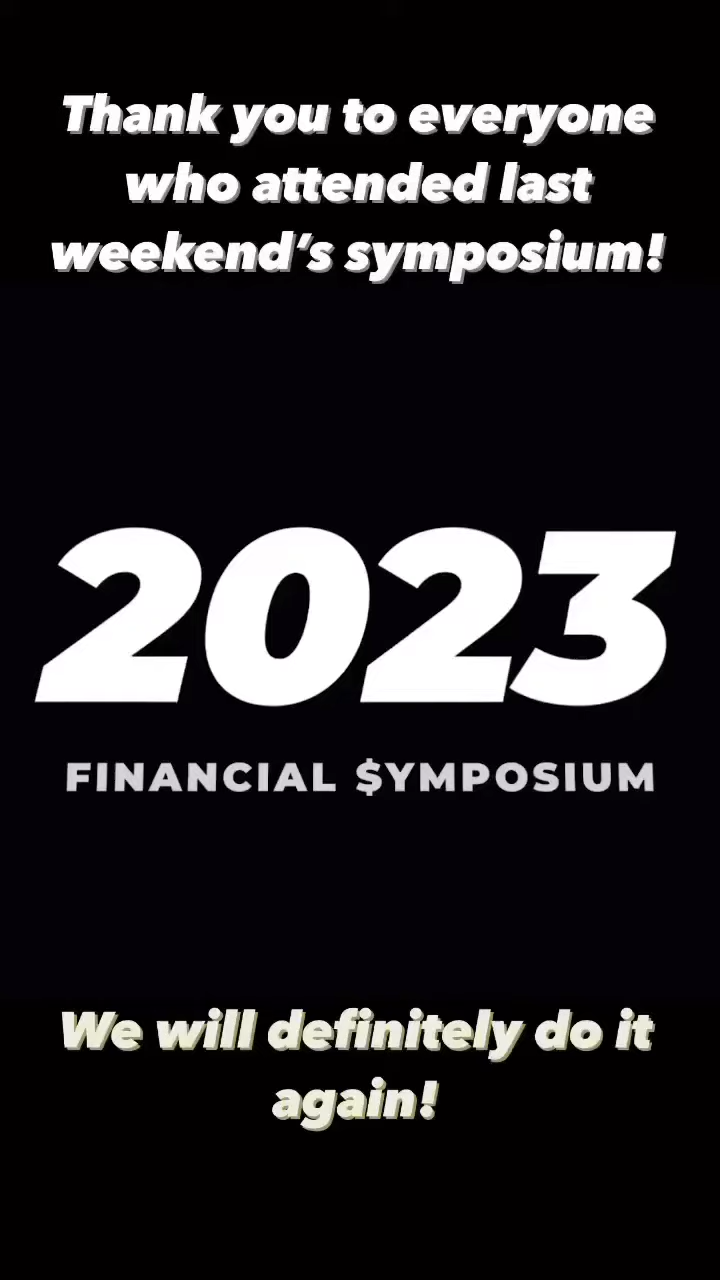 Thank you to everyone
who attended last
weekend’s symposium!
2023
FINANCIAL $YMPOSIUM
We will definitely do it
again!